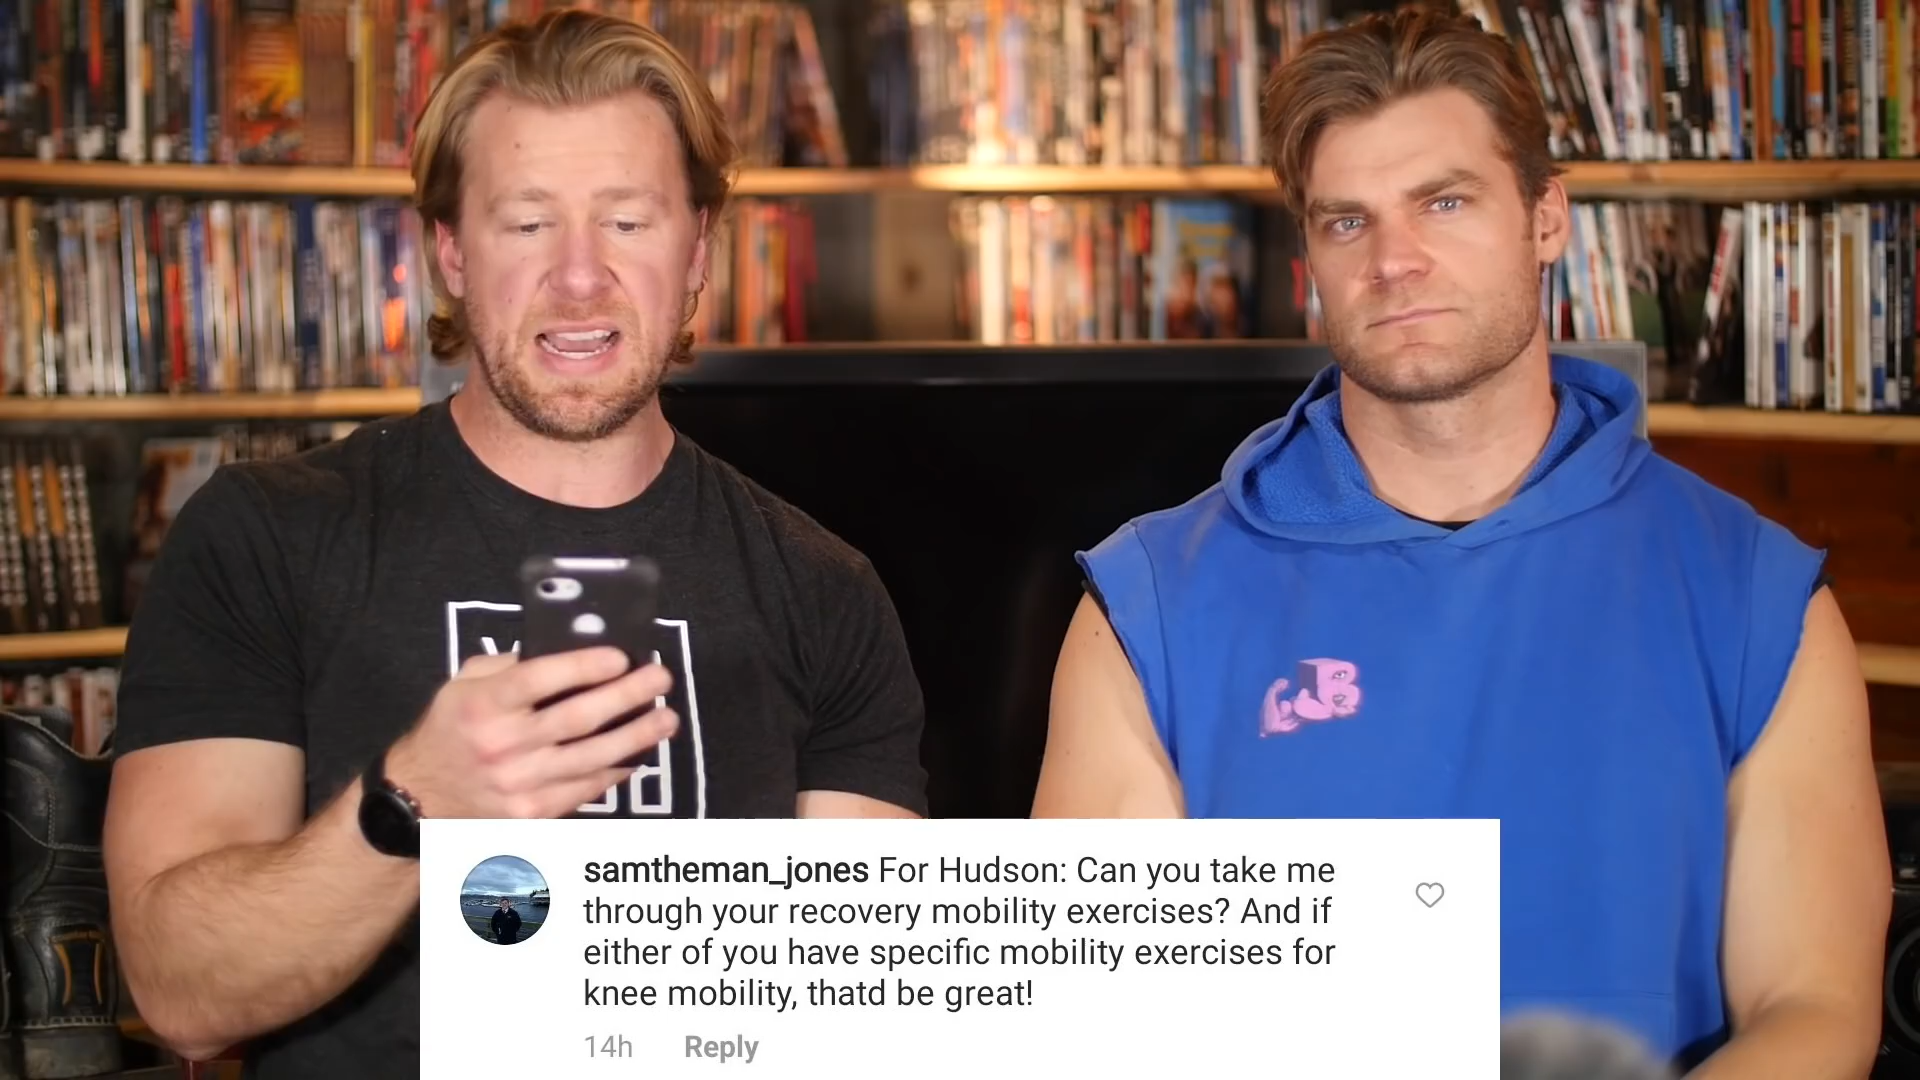 samtheman_jones For Hudson: Can you take me
through your recovery mobility exercises? And if
either of you have specific mobility exercises for
knee mobility, thatd be great!
14h Reply